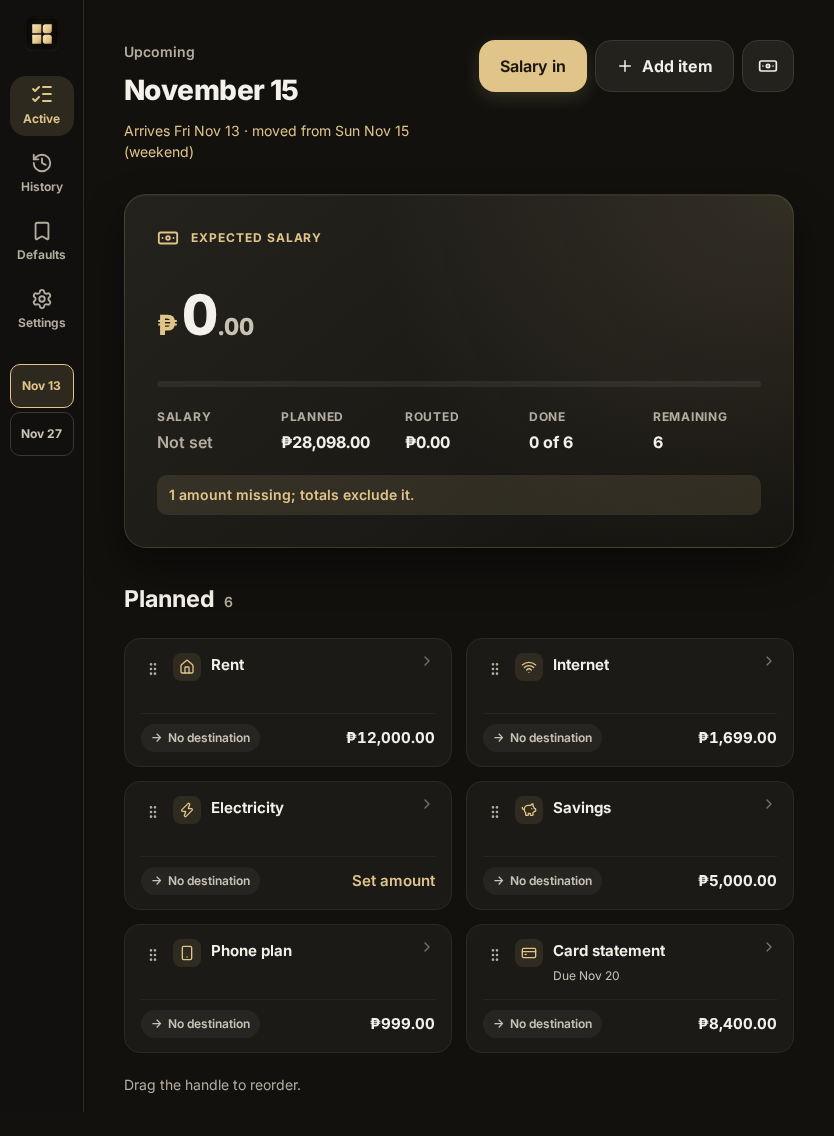 Upcoming
November 15
Arrives Fri Nov 13 · moved from Sun Nov 15
(weekend)
Salary in
Add item
Active
History
Defaults
Settings
Nov 13
Nov 27
EXPECTED SALARY
₱0.00
SALARY
Not set
PLANNED
₱28,098.00
ROUTED
₱0.00
DONE
0 of 6
REMAINING
6
1 amount missing; totals exclude it.
Planned 6
Rent
No destination
₱12,000.00
Internet
No destination
₱1,699.00
Electricity
No destination
Set amount
Savings
No destination
₱5,000.00
Phone plan
No destination
₱999.00
Card statement
Due Nov 20
No destination
₱8,400.00
Drag the handle to reorder.